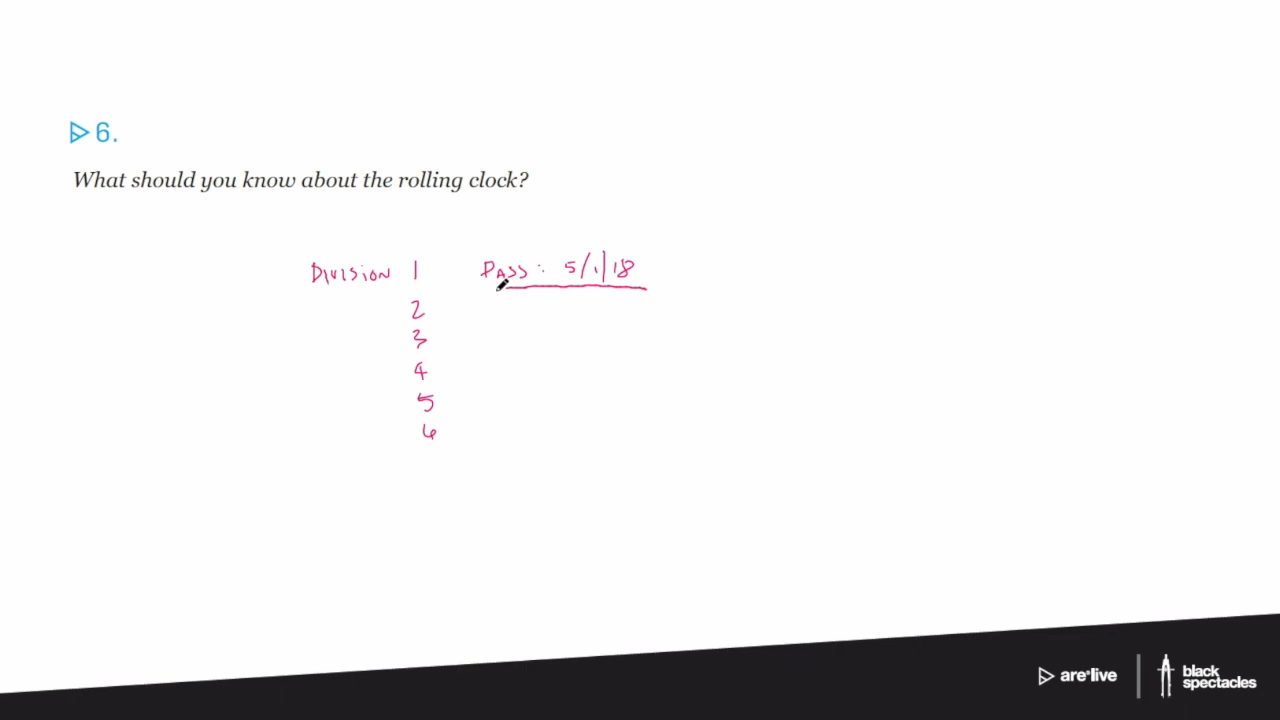 6.
What should you know about the rolling clock?
DIVISION 1 PASS: 5/1/18
2
3
4
5
6
are live
black
spectacles